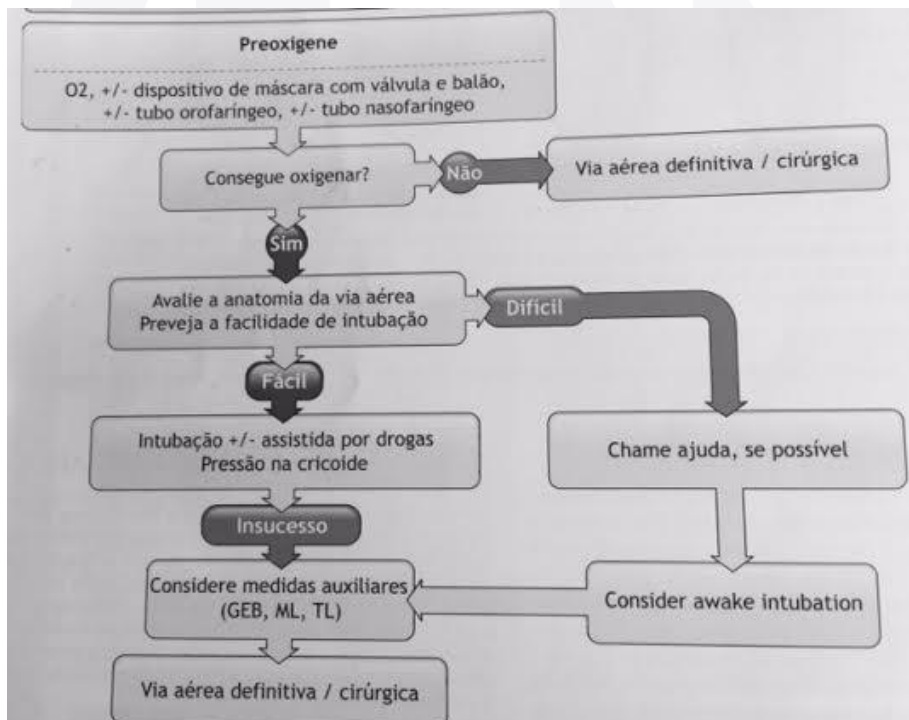 Preoxigene
O2, +/- dispositivo de máscara com válvula e balão,
+/- tubo orofaríngeo, +/- tubo nasofaríngeo
Consegue oxigenar?
Não
Via aérea definitiva / cirúrgica
Sim
Avalie a anatomia da via aérea
Preveja a facilidade de intubação
Difícil
Fácil
Intubação +/- assistida por drogas
Pressão na cricoide
Chame ajuda, se possível
Insucesso
Considere medidas auxiliares
(GEB, ML, TL)
Consider awake intubation
Via aérea definitiva / cirúrgica